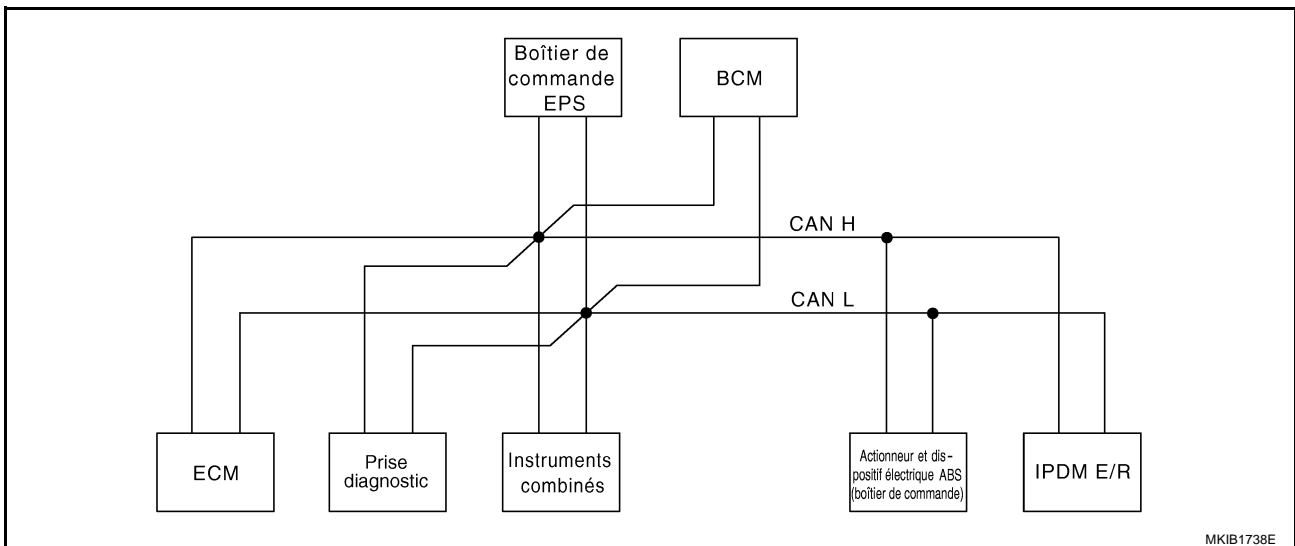 Boîtier de
commande
EPS
BCM
CAN H
CAN L
ECM
Prise
diagnostic
Instruments
combinés
Actionneur et dis-
positif électrique ABS
(boîtier de commande)
IPDM E/R
MKIB1738E